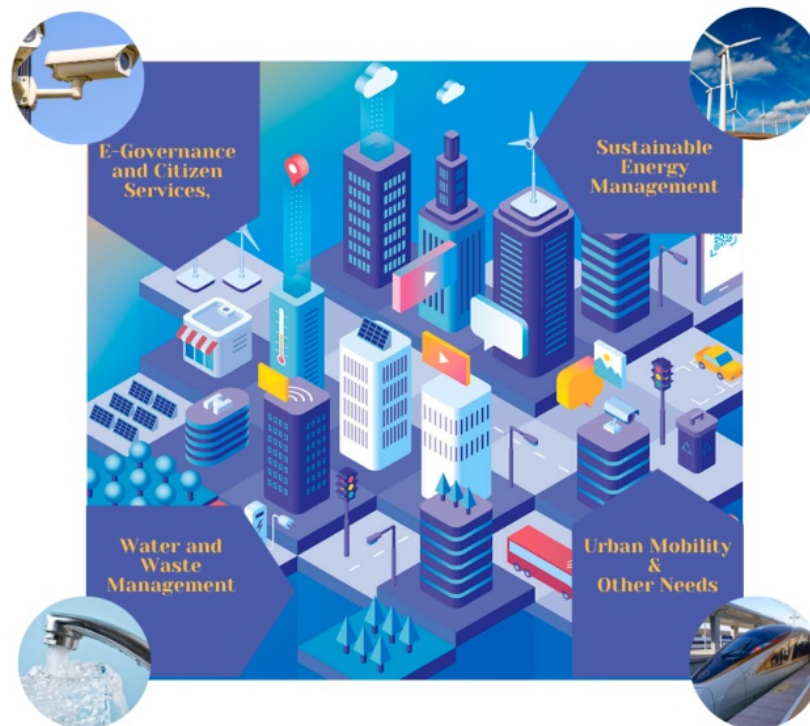 E-Governance
and Citizen
Services,
Sustainable
Energy
Management
Water and
Waste
Management
Urban Mobility
&
Other Needs